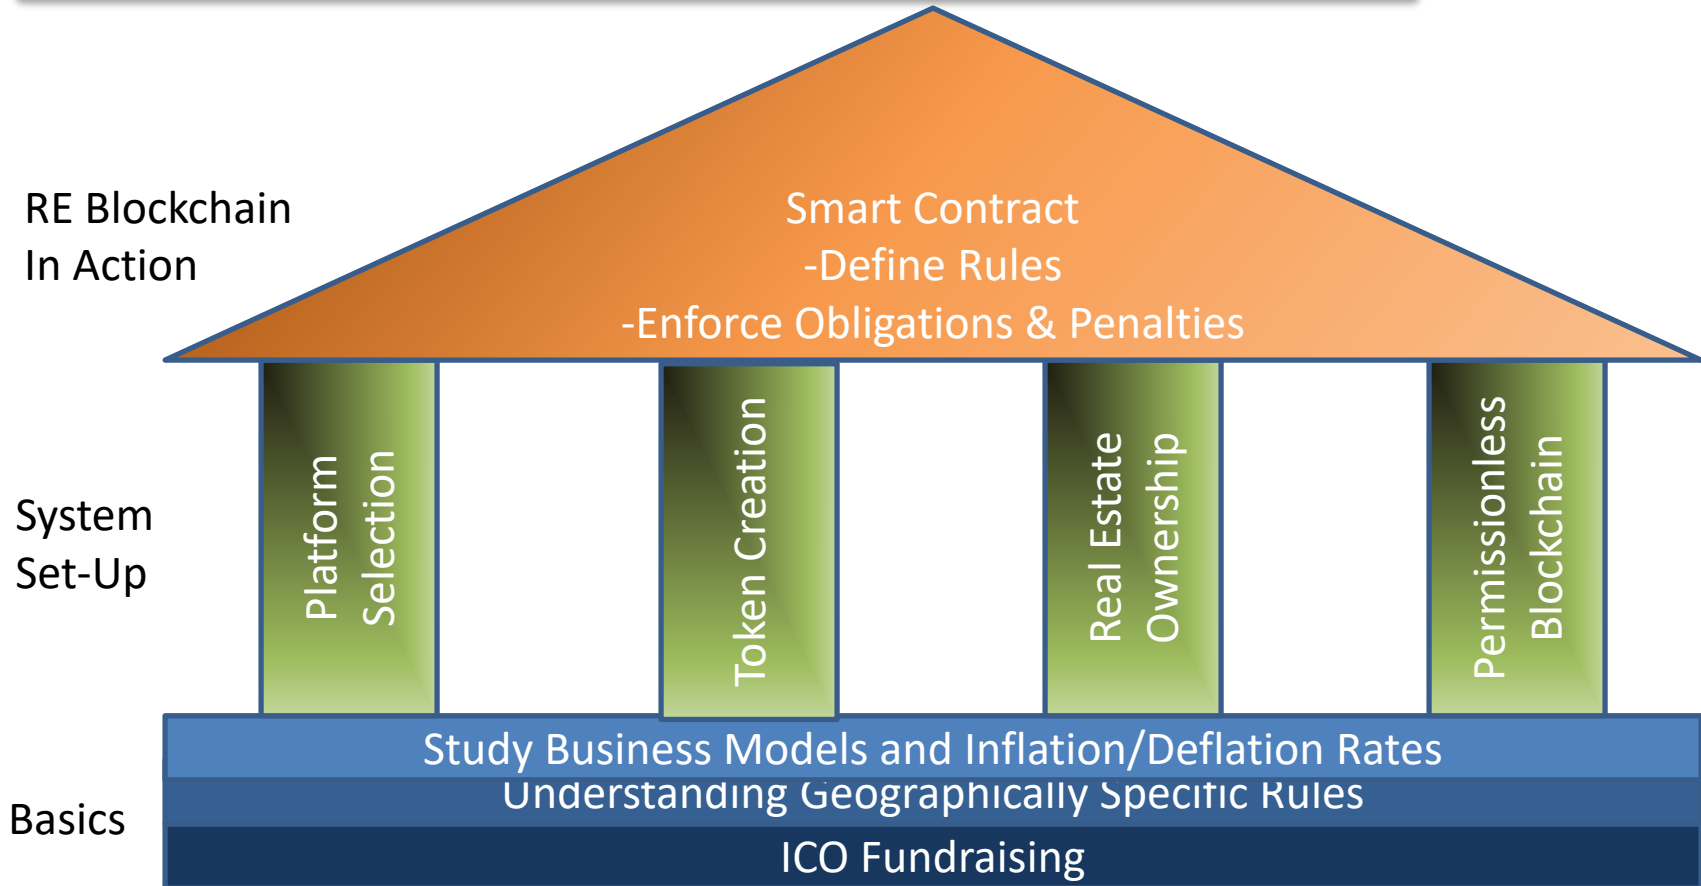 RE Blockchain
In Action
Smart Contract
-Define Rules
-Enforce Obligations & Penalties
System
Set-Up
Platform
Selection
Token Creation
Real Estate
Ownership
Permissionless
Blockchain
Basics
Study Business Models and Inflation/Deflation Rates
Understanding Geographically Specific Rules
ICO Fundraising